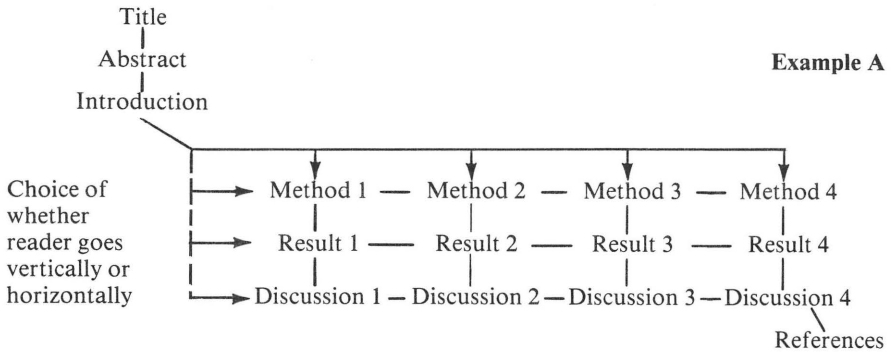 Title
Abstract
Example A
Introduction
Choice of
whether
reader goes
vertically or
horizontally
Method 1 — Method 2 — Method 3 — Method 4
Result 1 — Result 2 — Result 3 — Result 4
Discussion 1 — Discussion 2 — Discussion 3 — Discussion 4
References